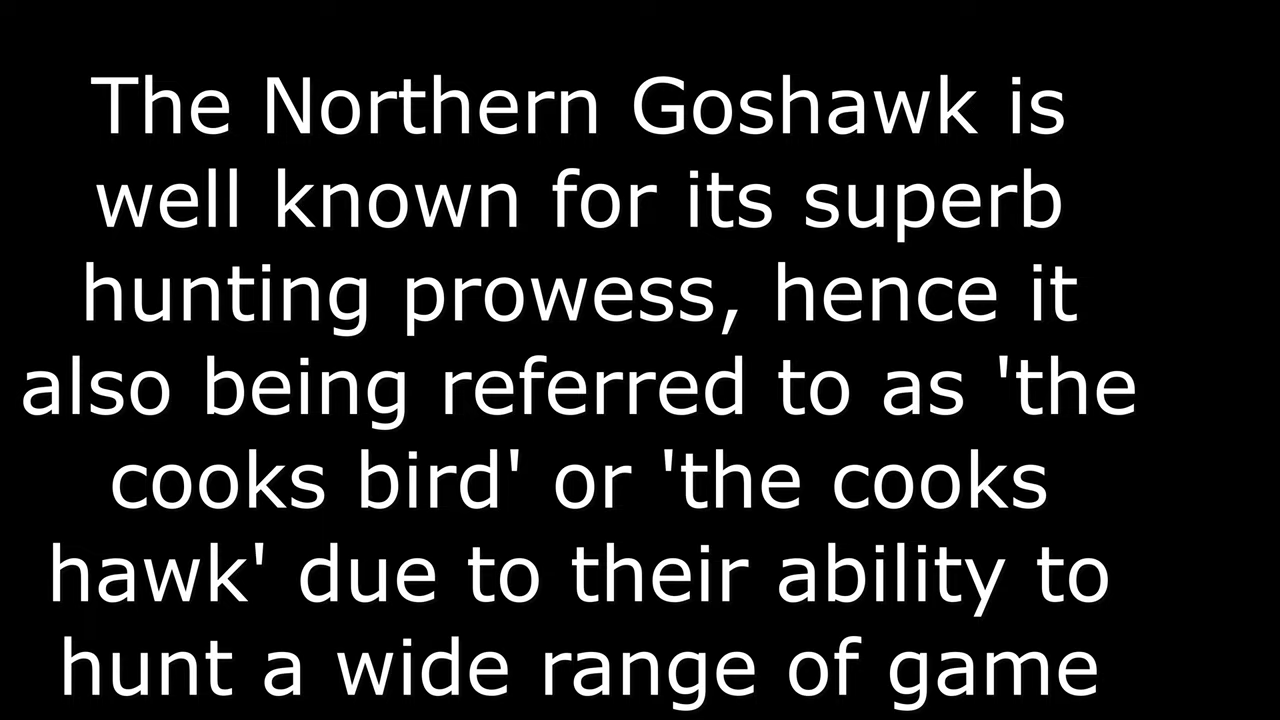 The Northern Goshawk is
well known for its superb
hunting prowess, hence it
also being referred to as 'the
cooks bird' or 'the cooks
hawk' due to their ability to
hunt a wide range of game